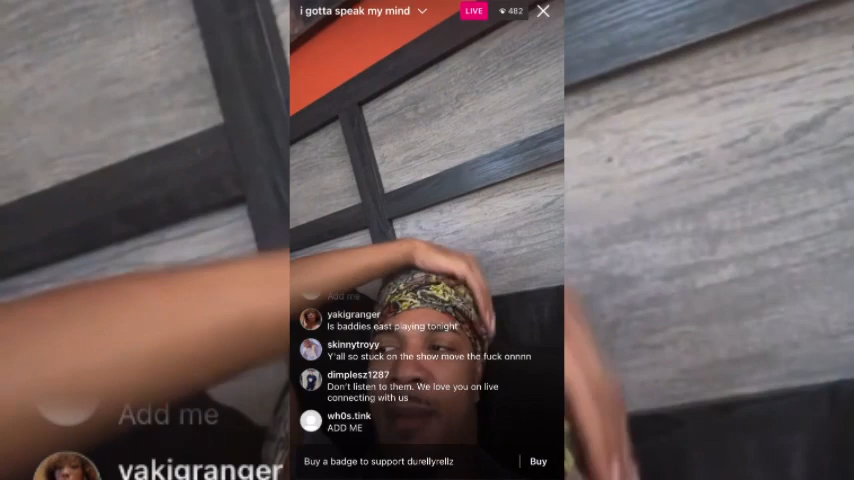 i gotta speak my mind
LIVE
482
Add me
yakigranger
Is baddies east playing tonight
skinnytroyy
Y'all so stuck on the show move the fuck onnnn
dimplesz1287
Don't listen to them. We love you on live
connecting with us
wh0s.tink
ADD ME
Buy a badge to support durellyrellz
Buy
Add me
yakigranger